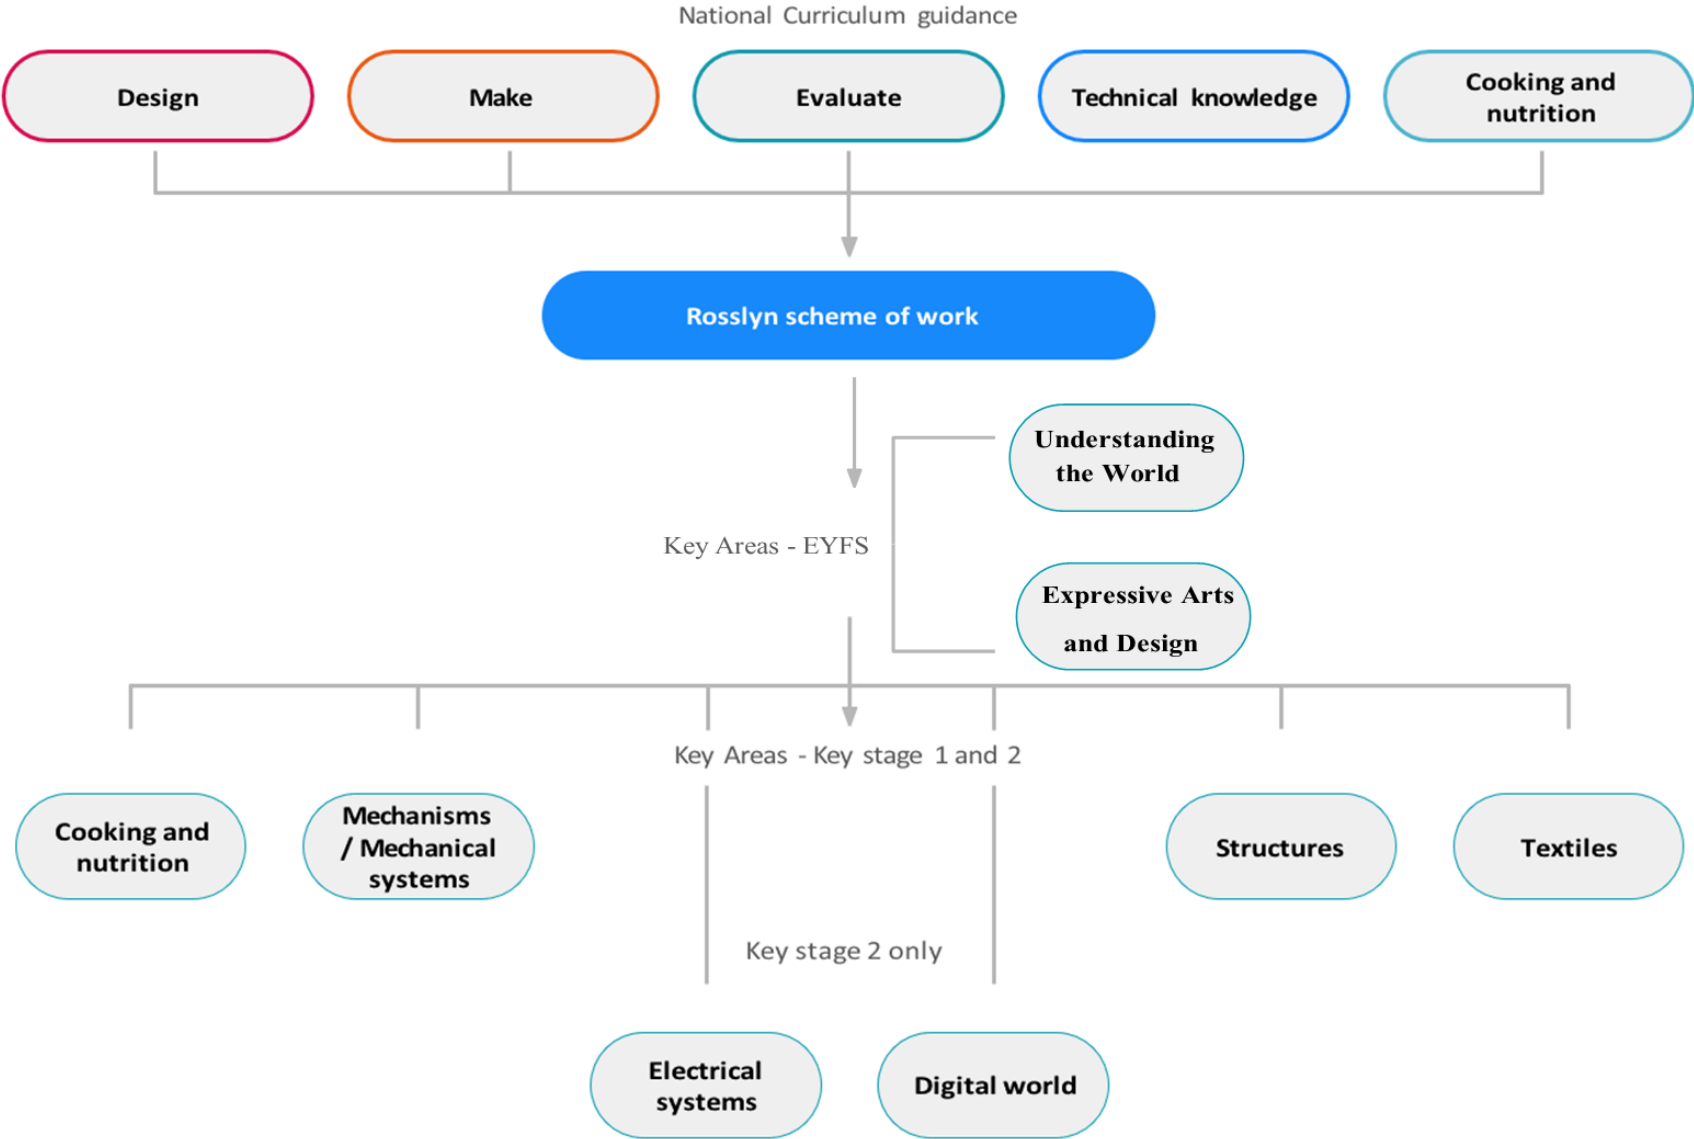 National Curriculum guidance
Design
Make
Evaluate
Technical knowledge
Cooking and
nutrition
Rosslyn scheme of work
Understanding
the World
Key Areas - EYFS
Expressive Arts
and Design
Key Areas - Key stage 1 and 2
Cooking and
nutrition
Mechanisms
/ Mechanical
systems
Structures
Textiles
Key stage 2 only
Electrical
systems
Digital world